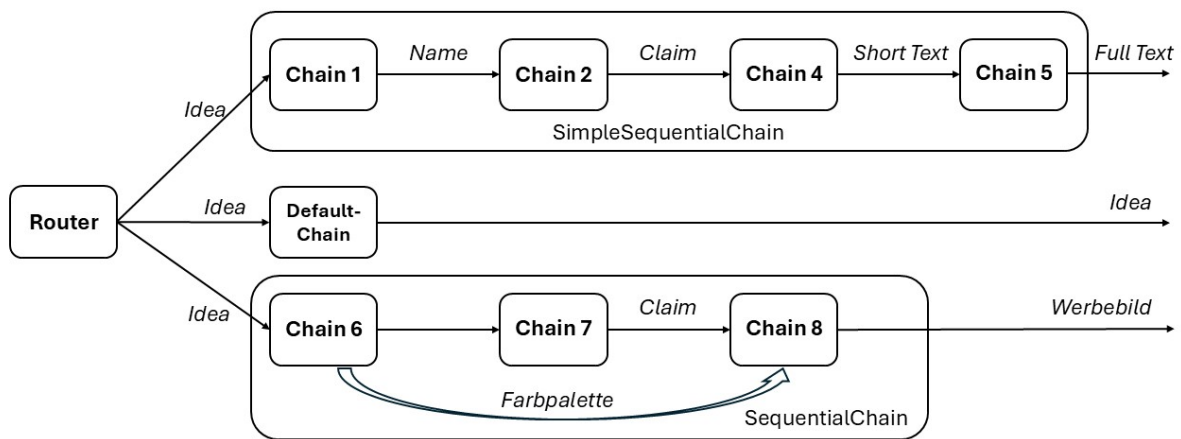 Chain 1
Name
Chain 2
Claim
Chain 4
Short Text
Chain 5
Full Text
Idea
SimpleSequentialChain
Router
Idea
Default-
Chain
Idea
Idea
Chain 6
Chain 7
Claim
Chain 8
Werbebild
Farbpalette
SequentialChain